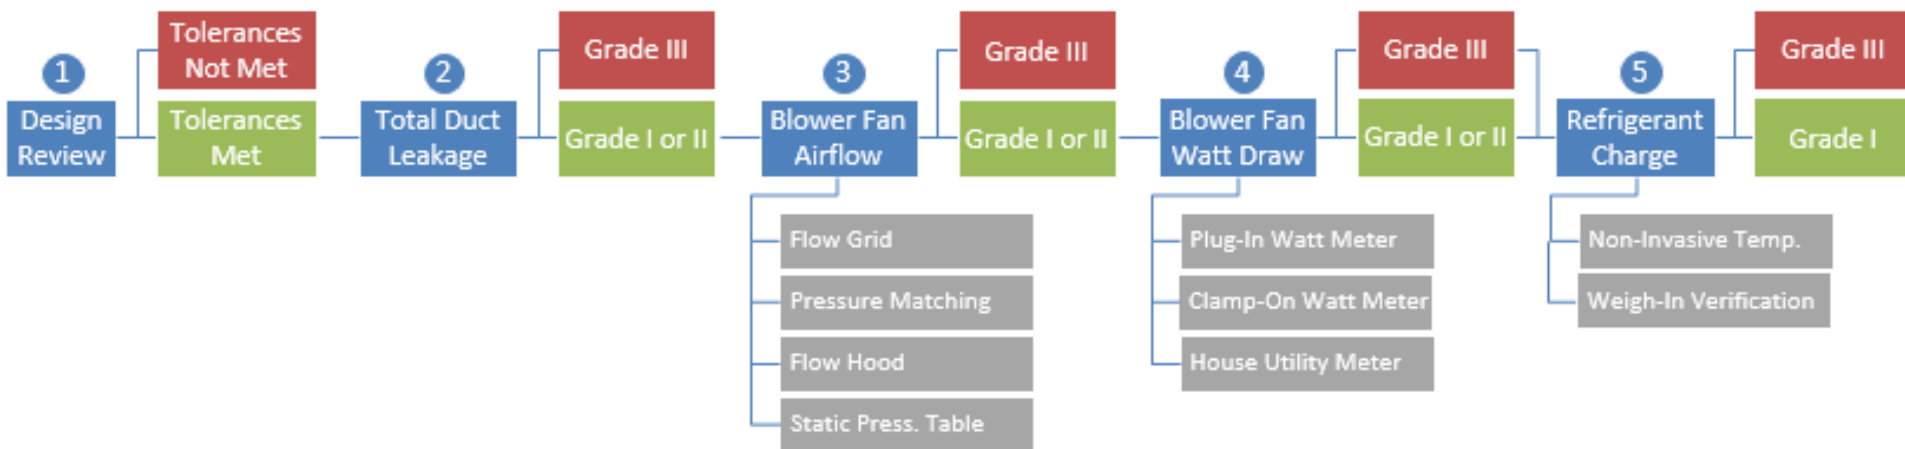 1
Design
Review
Tolerances
Not Met
Tolerances
Met
2
Total Duct
Leakage
Grade III
Grade I or II
3
Blower Fan
Airflow
Flow Grid
Pressure Matching
Flow Hood
Static Press. Table
Grade III
Grade I or II
4
Blower Fan
Watt Draw
Plug-In Watt Meter
Clamp-On Watt Meter
House Utility Meter
Grade III
Grade I or II
5
Refrigerant
Charge
Non-Invasive Temp.
Weigh-In Verification
Grade III
Grade I